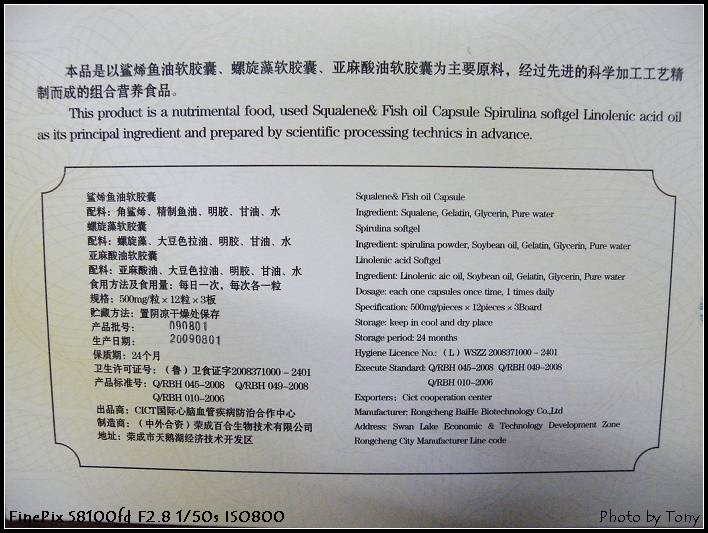 本品是以鲨烯鱼油软胶囊、螺旋藻软胶囊、亚麻酸油软胶囊为主要原料，经过先进的科学加工工艺精
制而成的组合营养食品。
This product is a nutrimental food, used Squalene& Fish oil Capsule Spirulina softgel Linolenic acid oil
as its principal ingredient and prepared by scientific processing technics in advance.
鲨烯鱼油软胶囊
配料：角鲨烯、精制鱼油、明胶、甘油、水
螺旋藻软胶囊
配料：螺旋藻、大豆色拉油、明胶、甘油、水
亚麻酸油软胶囊
配料：亚麻酸油、大豆色拉油、明胶、甘油、水
食用方法及食用量：每日一次，每次各一粒
规格：500mg/粒×12粒×3板
贮藏方法：置阴凉干燥处保存
产品批号： 090801
生产日期： 20090801
保质期：24个月
卫生许可证号：（鲁）卫食证字2008371000－2401
产品标准号：Q/RBH 045-2008 Q/RBH 049-2008
Q/RBH 010-2006
出品商：CICT国际心脑血管疾病防治合作中心
制造商：（中外合资）荣成百合生物技术有限公司
地址：荣成市天鹅湖经济技术开发区
Squalene& Fish oil Capsule
Ingredient: Squalene, Gelatin, Glycerin, Pure water
Spirulina softgel
Ingredient: spirulina powder, Soybean oil, Gelatin, Glycerin, Pure water
Linolenic acid Softgel
Ingredient: Linolenic aic oil, Soybean oil, Gelatin, Glycerin, Pure water
Dosage: each one capsules once time, 1 times daily
Specification: 500mg/pieces × 12pieces × 3Board
Storage: keep in cool and dry place
Storage period: 24 months
Hygiene Licence No.:（L）WSZZ 2008371000－2401
Execute Standard: Q/RBH 045-2008 Q/RBH 049-2008
Q/RBH 010-2006
Exporters: Cict cooperation center
Manufacturer: Rongcheng BaiHe Biotechnology Co.,Ltd
Address: Swan Lake Economic & Technology Development Zone
Rongcheng City Manufacturer Line code
FinePix S8100fd F2.8 1/50s ISO800
Photo by Tony